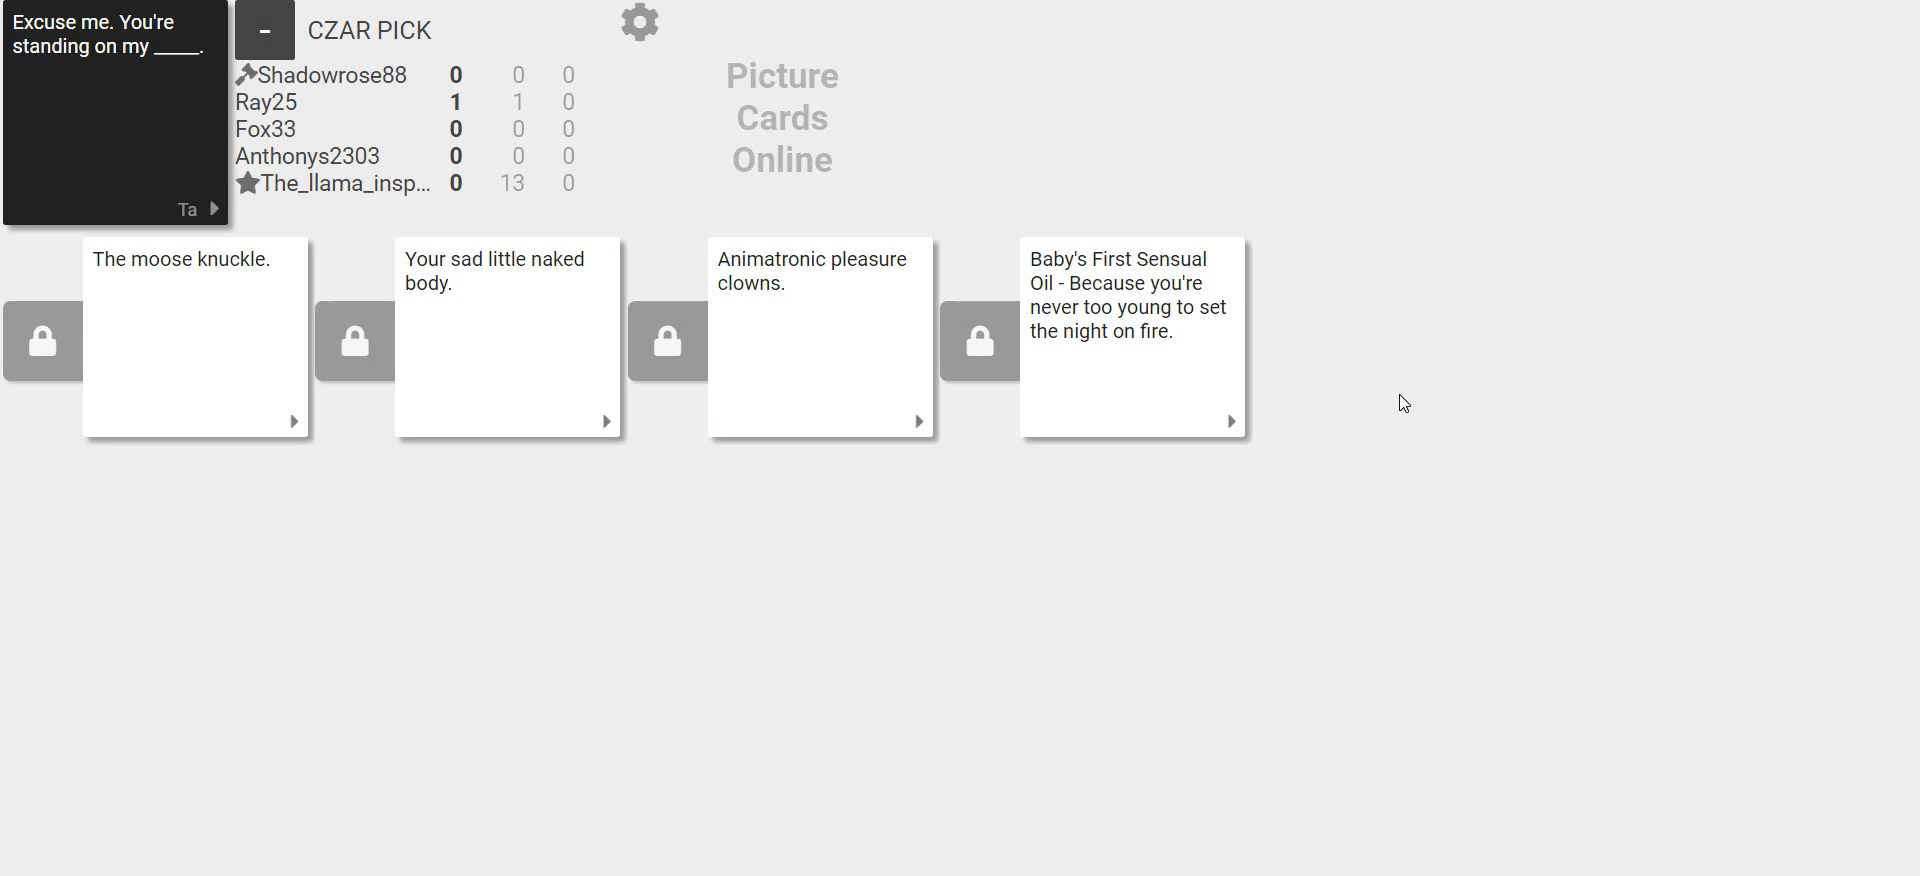 Excuse me. You're
standing on my _____.
Ta
-
CZAR PICK
Shadowrose88 0 0 0
Ray25 1 1 0
Fox33 0 0 0
Anthonys2303 0 0 0
The_llama_insp... 0 13 0
Picture
Cards
Online
The moose knuckle.
Your sad little naked
body.
Animatronic pleasure
clowns.
Baby's First Sensual
Oil - Because you're
never too young to set
the night on fire.